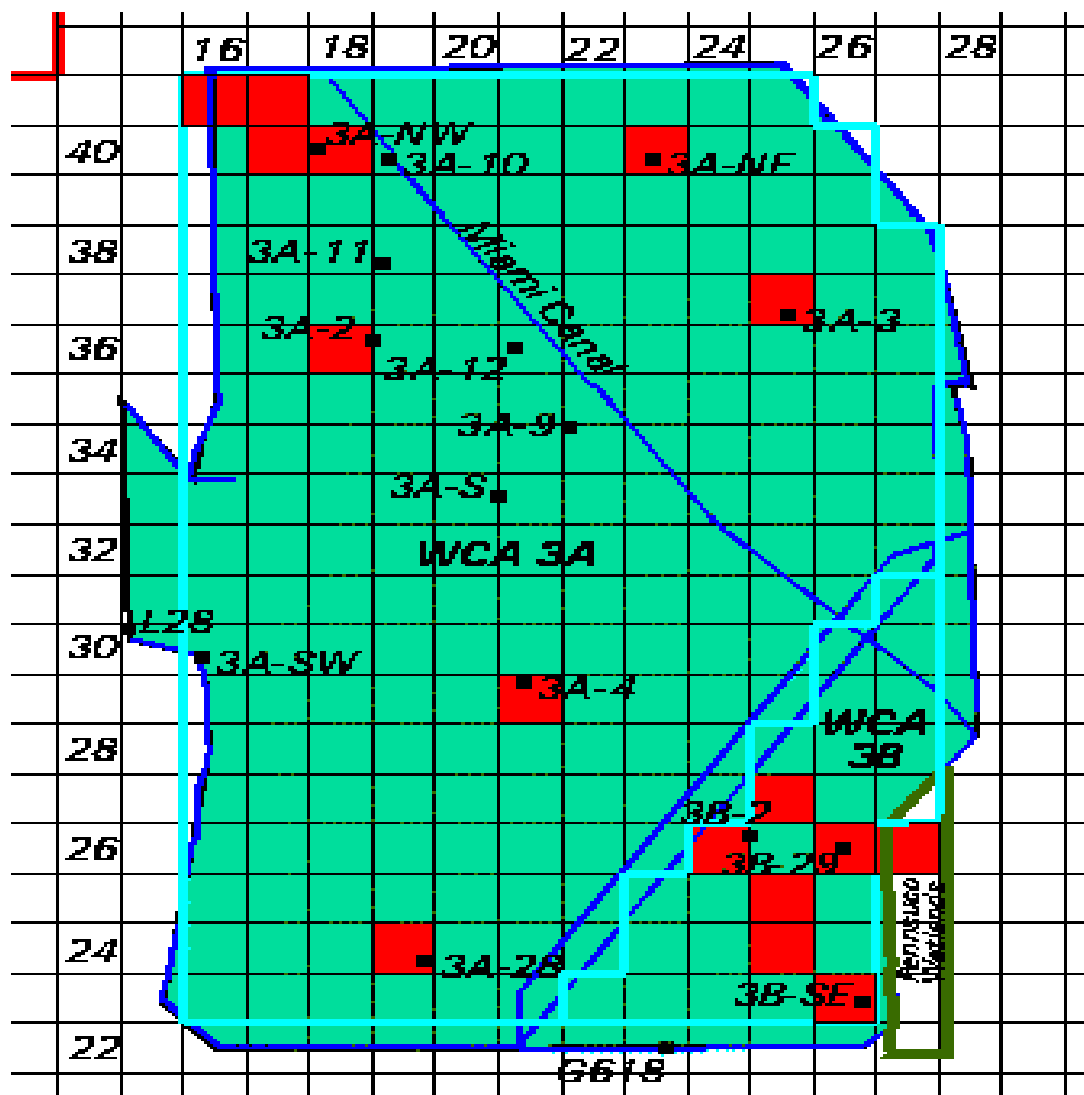 16 18 20 22 24 26 28
40
3A-NW
3A-10
3A-NE
Miami Canal
38
3A-11
3A-3
3A-2
36
3A-12
3A-9
34
3A-S
32
WCA 3A
L28
30
3A-SW
3A-4
WCA
3B
28
3B-2
26
3B-29
Pennsuco
Wetlands
24
3A-28
3B-SE
22
G618